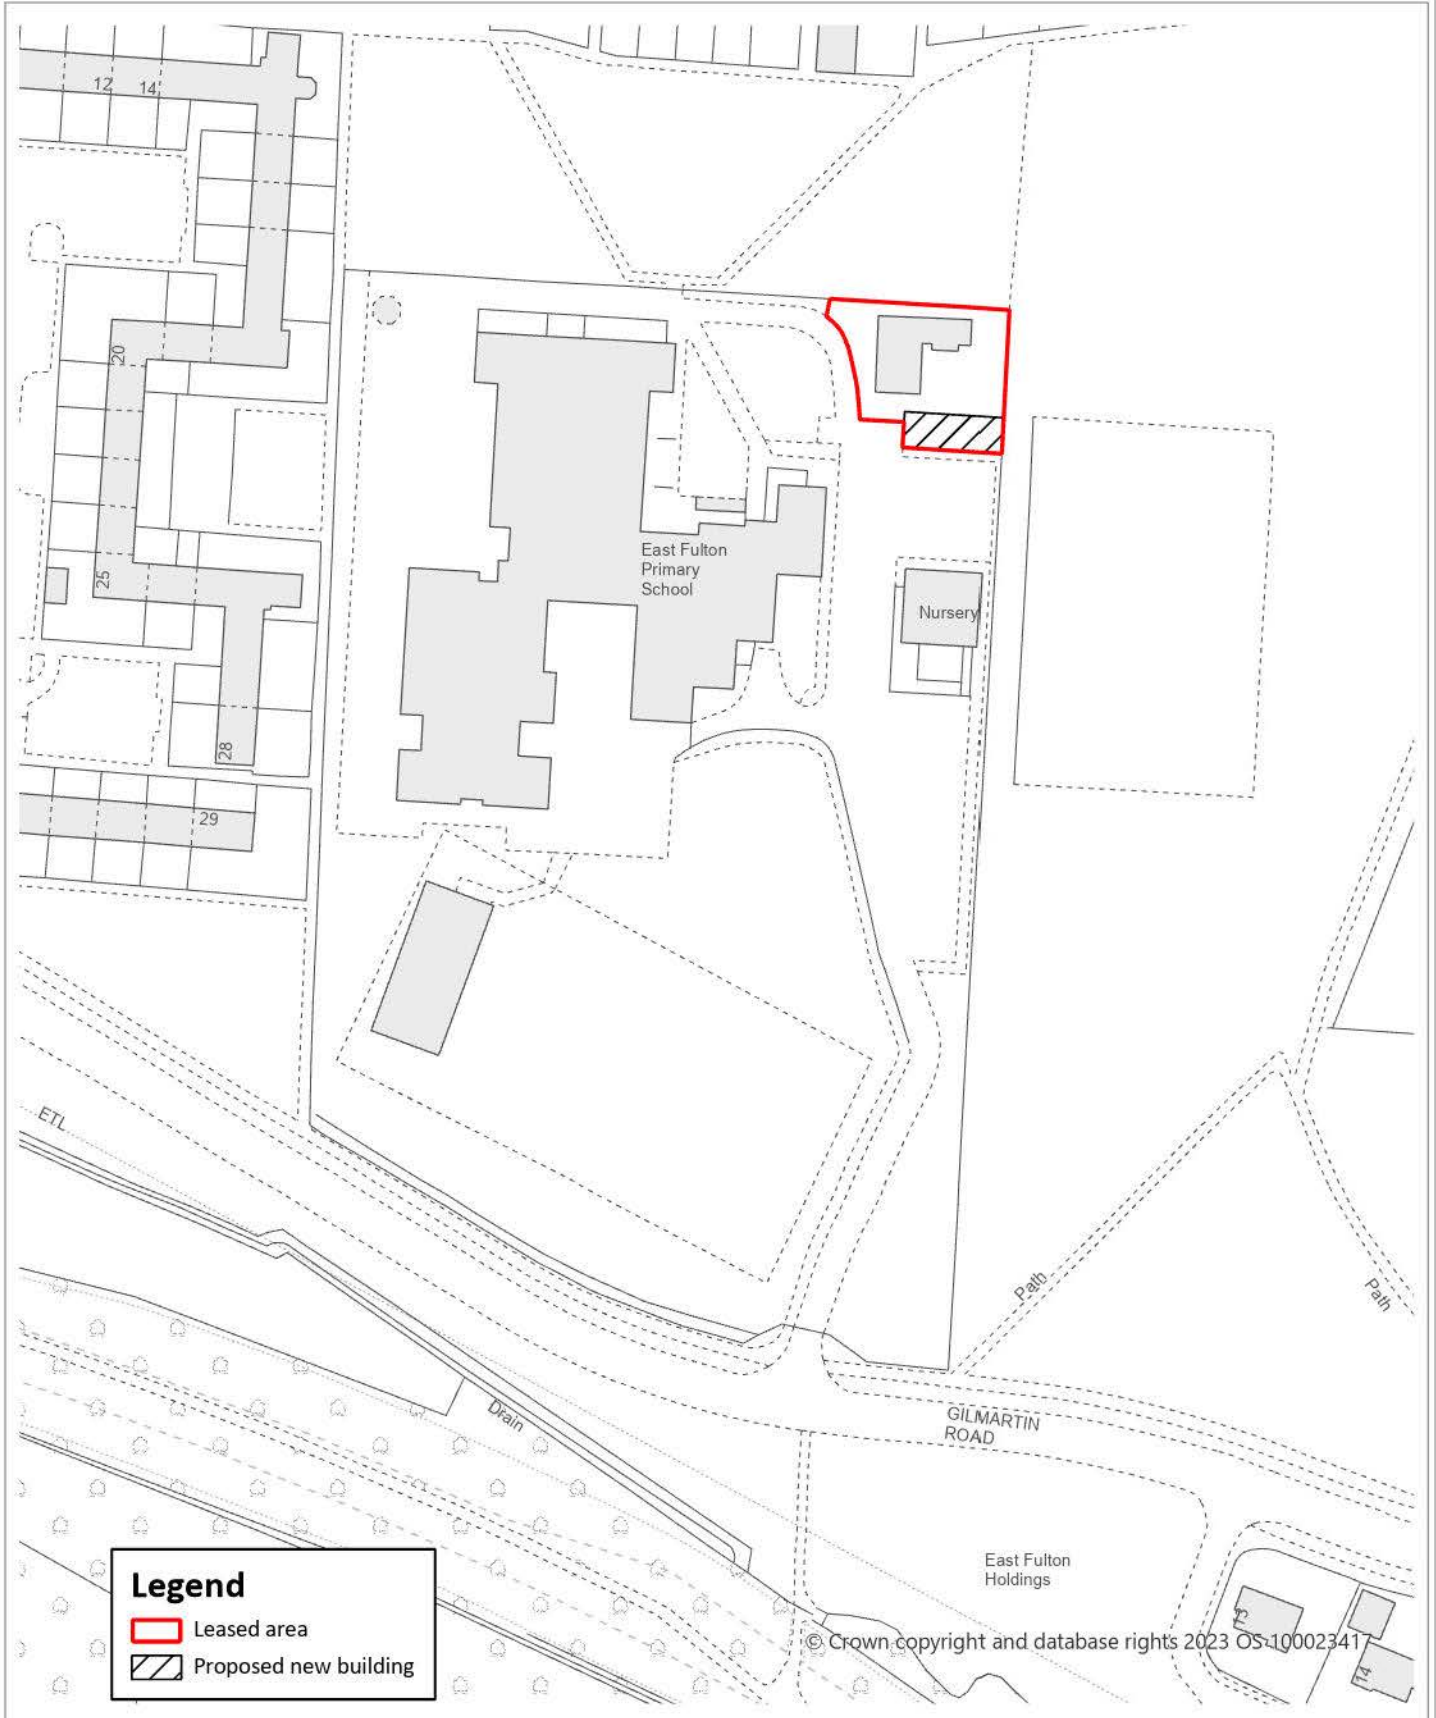 12
14
20
25
East Fulton
Primary
School
Nursery
28
29
ETL
Path
Path
Drain
GILMARTIN
ROAD
East Fulton
Holdings
13
14
Legend
Leased area
Proposed new building
© Crown copyright and database rights 2023 OS 100023417